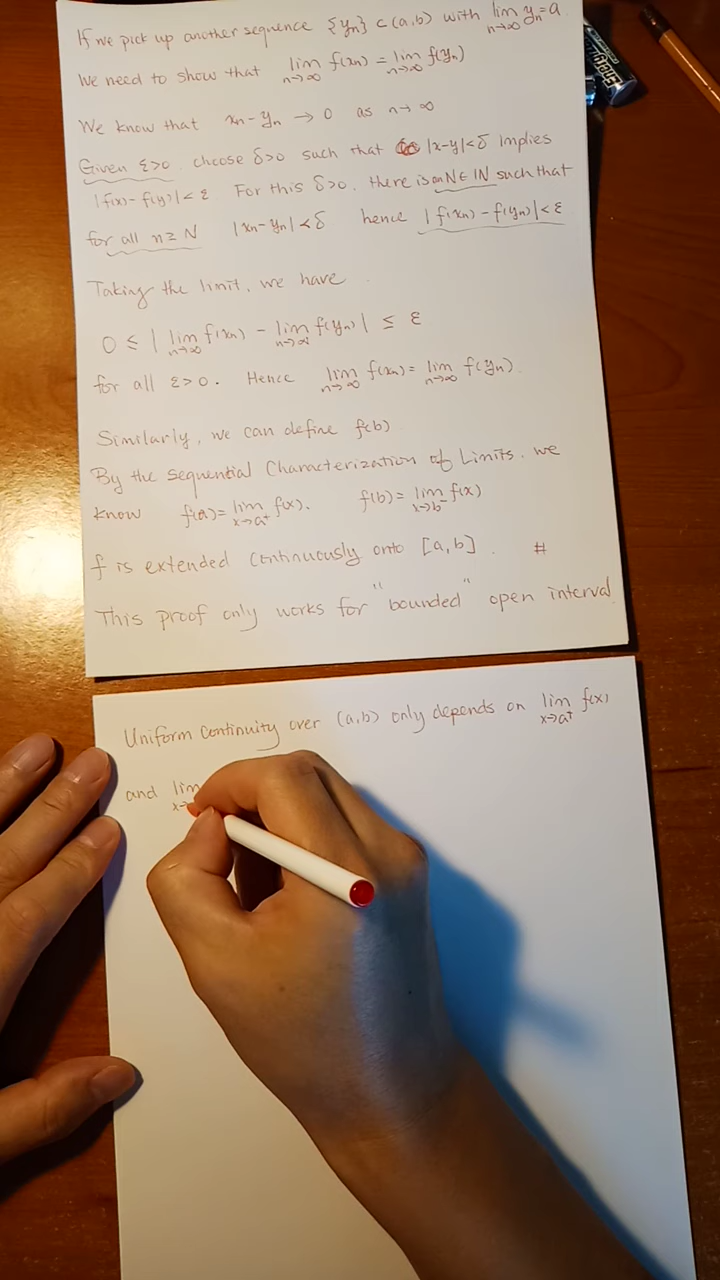 If we pick up another sequence {yn} ⊂ (a,b) with lim n→∞ yn = a
We need to show that lim n→∞ f(xn) = lim n→∞ f(yn)
We know that xn - yn → 0 as n→∞
Given ε>0. choose δ>0 such that |x-y|<δ implies
|f(x) - f(y)| < ε For this δ>0, there is an N∈ℕ such that
for all n≥N |xn - yn| < δ hence |f(xn) - f(yn)| < ε
Taking the limit, we have
0 ≤ | lim n→∞ f(xn) - lim n→∞ f(yn) | ≤ ε
for all ε>0. Hence lim n→∞ f(xn) = lim n→∞ f(yn)
Similarly, we can define f(b)
By the Sequential Characterization of Limits. we
know f(a) = lim x→a⁺ f(x). f(b) = lim x→b⁻ f(x)
f is extended continuously onto [a,b]. #
This proof only works for "bounded" open interval
Uniform continuity over (a,b) only depends on lim x→a⁺ f(x)
and lim x→